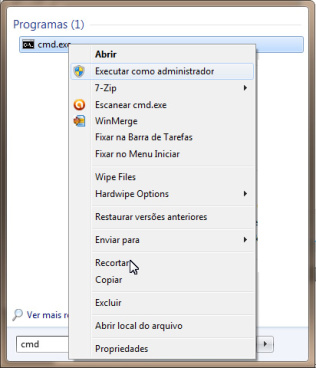 Programas (1)
cmd.exe
Abrir
Executar como administrador
7-Zip
Escanear cmd.exe
WinMerge
Fixar na Barra de Tarefas
Fixar no Menu Iniciar
Wipe Files
Hardwipe Options
Restaurar versões anteriores
Enviar para
Recortar
Copiar
Excluir
Abrir local do arquivo
Propriedades
Ver mais
cmd